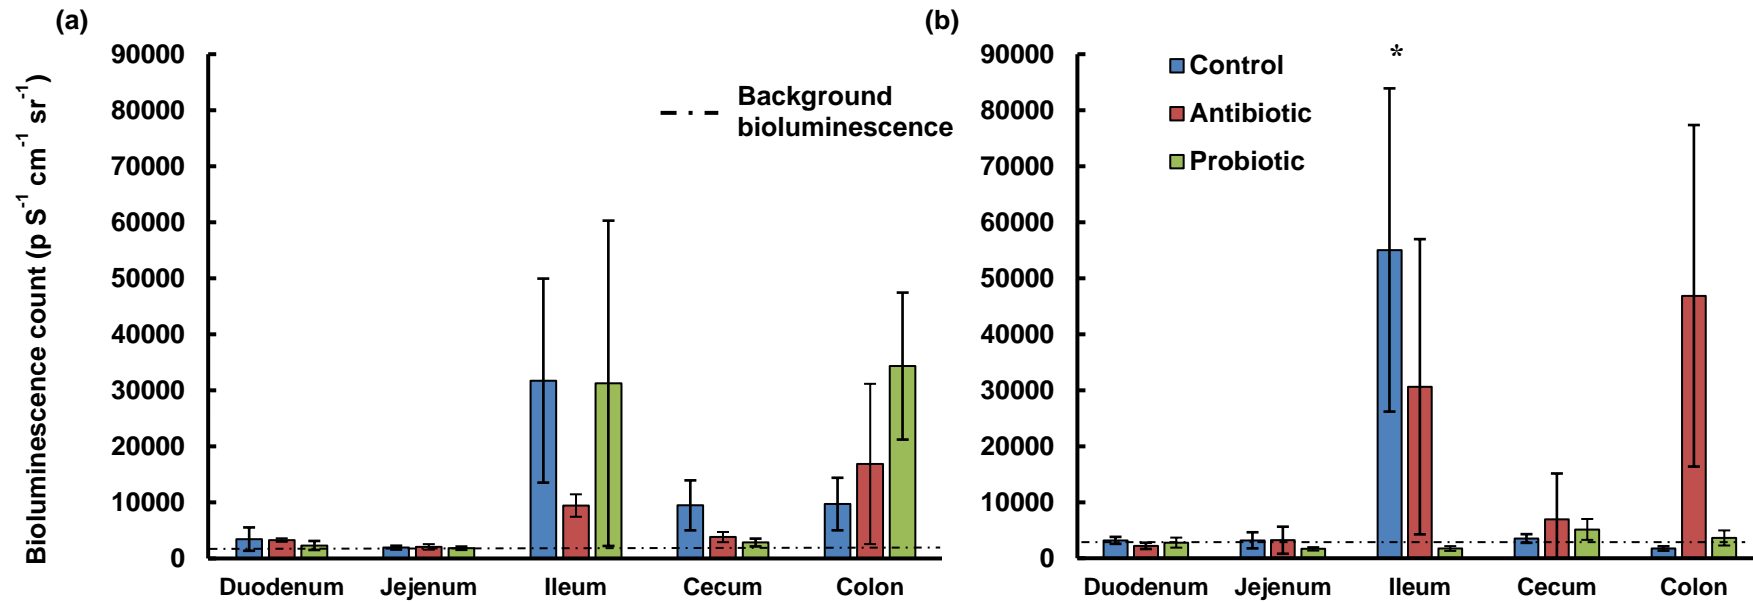 (a)
Bioluminescence count (p S⁻¹ cm⁻¹ sr⁻¹)
90000
80000
70000
60000
50000
40000
30000
20000
10000
0
Background
bioluminescence
Duodenum Jejenum Ileum Cecum Colon
(b)
90000
80000
70000
60000
50000
40000
30000
20000
10000
0
*
Control
Antibiotic
Probiotic
Duodenum Jejenum Ileum Cecum Colon